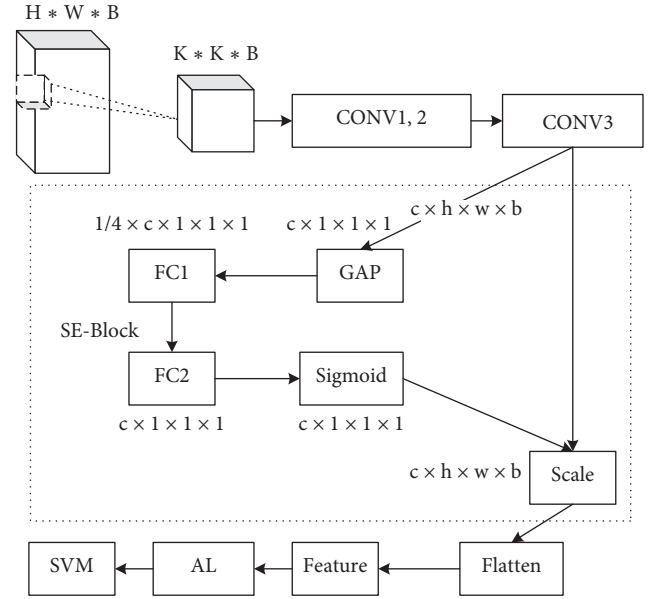 H ∗ W ∗ B
K ∗ K ∗ B
CONV1, 2
CONV3
c × h × w × b
1/4 × c × 1 × 1 × 1
c × 1 × 1 × 1
FC1
GAP
SE-Block
FC2
Sigmoid
c × 1 × 1 × 1
c × 1 × 1 × 1
c × h × w × b
Scale
SVM
AL
Feature
Flatten